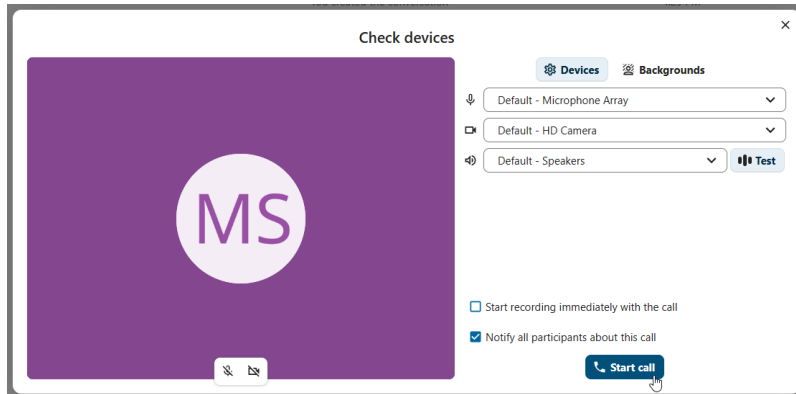 Check devices
Devices
Backgrounds
Default - Microphone Array
Default - HD Camera
Default - Speakers
Test
MS
Start recording immediately with the call
Notify all participants about this call
Start call